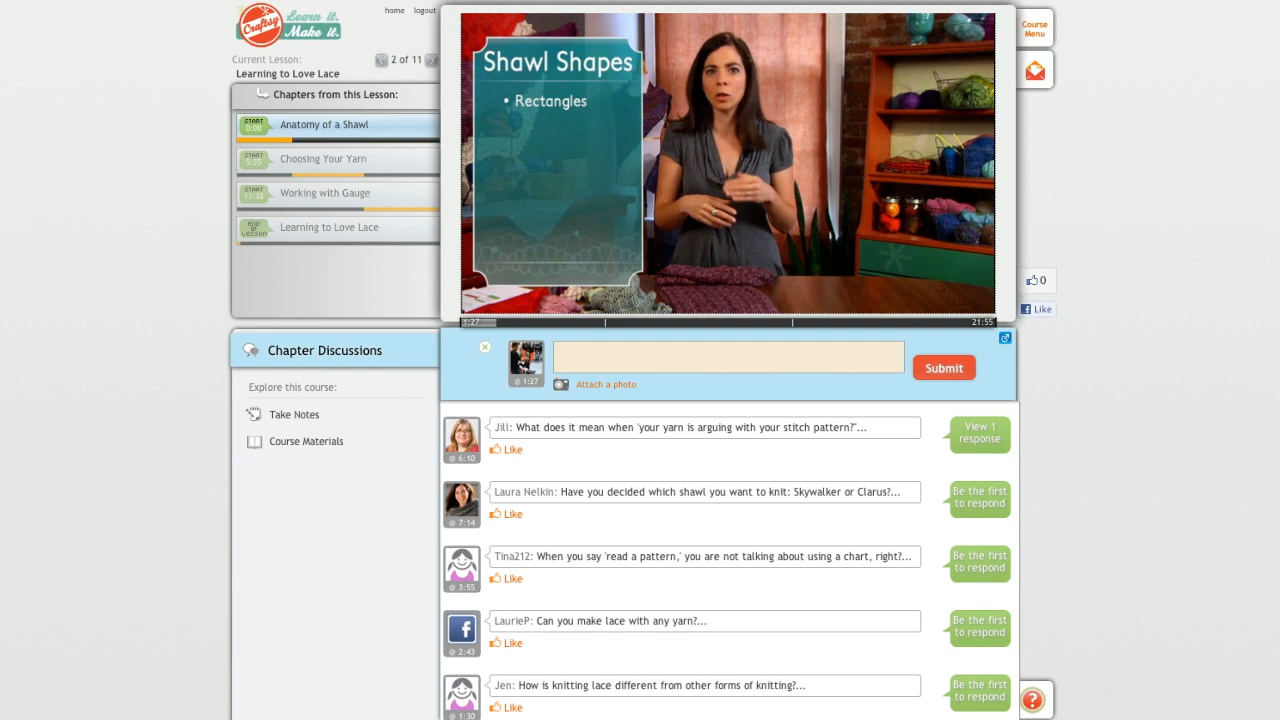 Craftsy
Learn it.
Make it.
home logout
Current Lesson:
2 of 11
Learning to Love Lace
Chapters from this Lesson:
START
0:00
Anatomy of a Shawl
START
Choosing Your Yarn
START
Working with Gauge
END
OF
LESSON
Learning to Love Lace
Shawl Shapes
• Rectangles
Course
Menu
0
Like
1:27
21:55
Chapter Discussions
Explore this course:
Take Notes
Course Materials
@ 1:27
Attach a photo
Submit
Jill: What does it mean when 'your yarn is arguing with your stitch pattern?'...
@ 6:10
Like
View 1
response
Laura Nelkin: Have you decided which shawl you want to knit: Skywalker or Clarus?...
@ 7:14
Like
Be the first
to respond
Tina212: When you say 'read a pattern,' you are not talking about using a chart, right?...
@ 3:55
Like
Be the first
to respond
LaurieP: Can you make lace with any yarn?...
@ 2:43
Like
Be the first
to respond
Jen: How is knitting lace different from other forms of knitting?...
@ 1:30
Like
Be the first
to respond